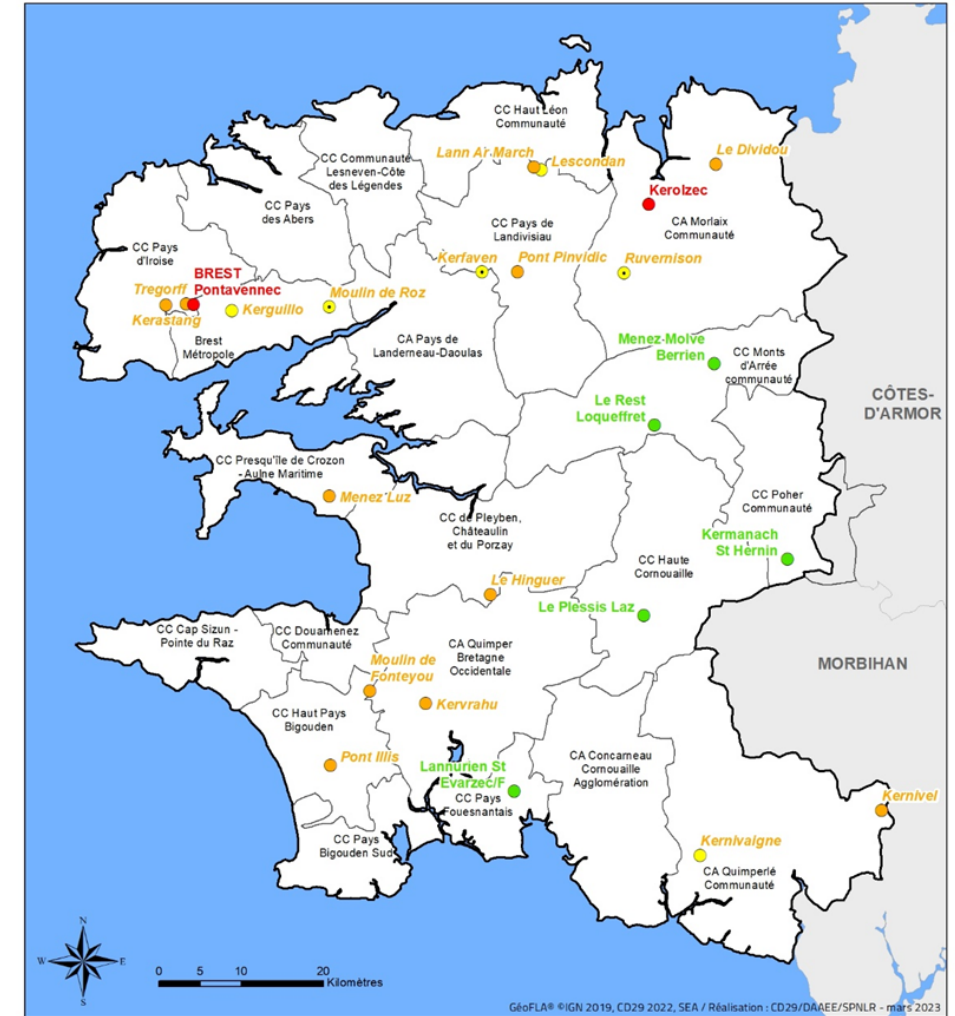 CC Haut Léon
Communauté
Lann Ar March
Lescondan
Le Dividou
CC Communauté
Lesneven-Côte
des Légendes
Kerolzec
CC Pays
des Abers
CC Pays de
Landivisiau
CA Morlaix
Communauté
CC Pays
d'Iroise
Kerfaven
Pont Pinvidic
Ruvernison
BREST
Pontavennec
Tregorff
Moulin de Roz
Kerastang
Kerguillo
Brest
Métropole
CA Pays de
Landerneau-Daoulas
Menez-Molve
Berrien
CC Monts
d'Arrée
communauté
CÔTES-
D'ARMOR
Le Rest
Loqueffret
CC Presqu'île de Crozon
- Aulne Maritime
Menez Luz
CC Poher
Communauté
CC de Pleyben,
Châteaulin
et du Porzay
Kermanach
St Hernin
CC Haute
Cornouaille
Le Hinguer
Le Plessis Laz
CC Cap Sizun -
Pointe du Raz
CC Douarnenez
Communauté
CA Quimper
Bretagne
Occidentale
MORBIHAN
Moulin de
Fonteyou
Kervrahu
CC Haut Pays
Bigouden
Pont Illis
Lannurien St
Evarzec/F
CA Concarneau
Cornouaille
Agglomération
CC Pays
Fouesnantais
Kernivel
CC Pays
Bigouden Sud
Kernivaigne
CA Quimperlé
Communauté
N
W
E
S
0 5 10 20
Kilomètres
GéoFLA® ©IGN 2019, CD29 2022, SEA / Réalisation : CD29/DAAEE/SPNLR - mars 2023